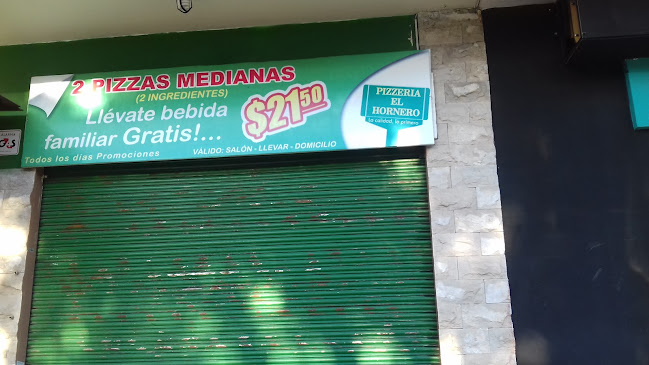 2 PIZZAS MEDIANAS
(2 INGREDIENTES)
Llévate bebida
familiar Gratis!...
$21.50
Todos los días Promociones
VÁLIDO: SALÓN - LLEVAR - DOMICILIO
PIZZERIA
EL
HORNERO
La calidad, lo primero